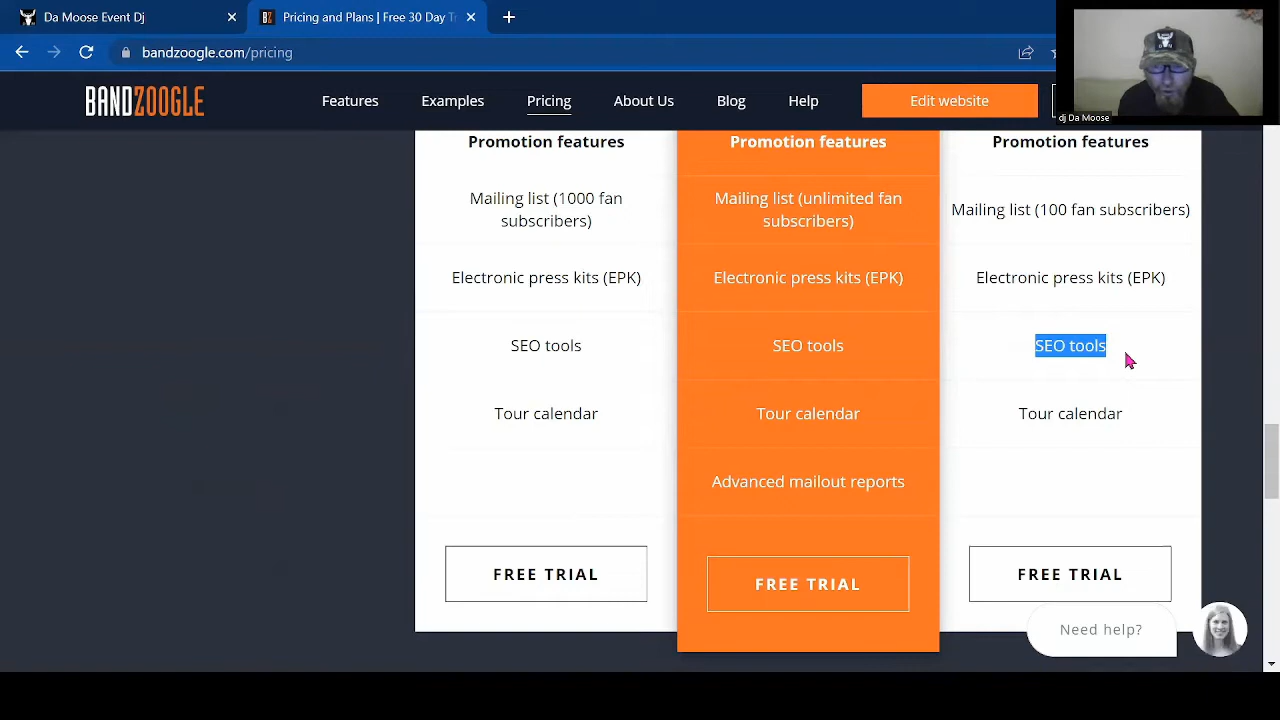 Da Moose Event Dj
Pricing and Plans | Free 30 Day Tr
bandzoogle.com/pricing
BANDZOOGLE
Features
Examples
Pricing
About Us
Blog
Help
Edit website
dj Da Moose
Promotion features
Mailing list (1000 fan
subscribers)
Electronic press kits (EPK)
SEO tools
Tour calendar
FREE TRIAL
Promotion features
Mailing list (unlimited fan
subscribers)
Electronic press kits (EPK)
SEO tools
Tour calendar
Advanced mailout reports
FREE TRIAL
Promotion features
Mailing list (100 fan subscribers)
Electronic press kits (EPK)
SEO tools
Tour calendar
FREE TRIAL
Need help?